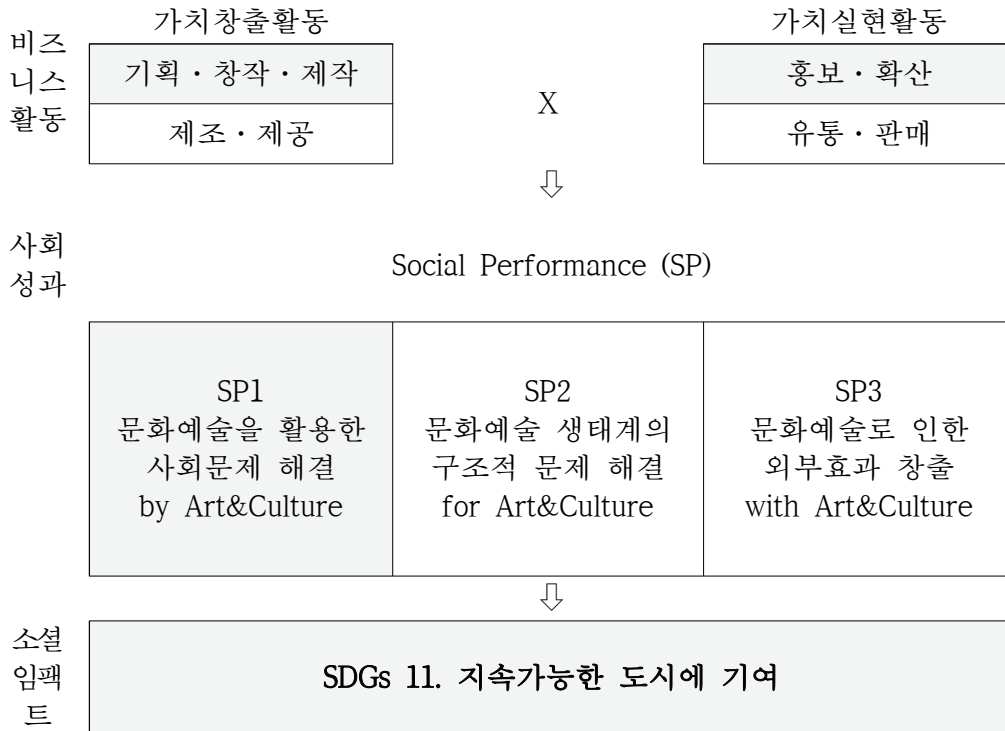 비즈
니스
활동
가치창출활동
기획・창작・제작
제조・제공
X
가치실현활동
홍보・확산
유통・판매
⇩
사회
성과
Social Performance (SP)
SP1
문화예술을 활용한
사회문제 해결
by Art&Culture
SP2
문화예술 생태계의
구조적 문제 해결
for Art&Culture
SP3
문화예술로 인한
외부효과 창출
with Art&Culture
⇩
소셜
임팩
트
SDGs 11. 지속가능한 도시에 기여